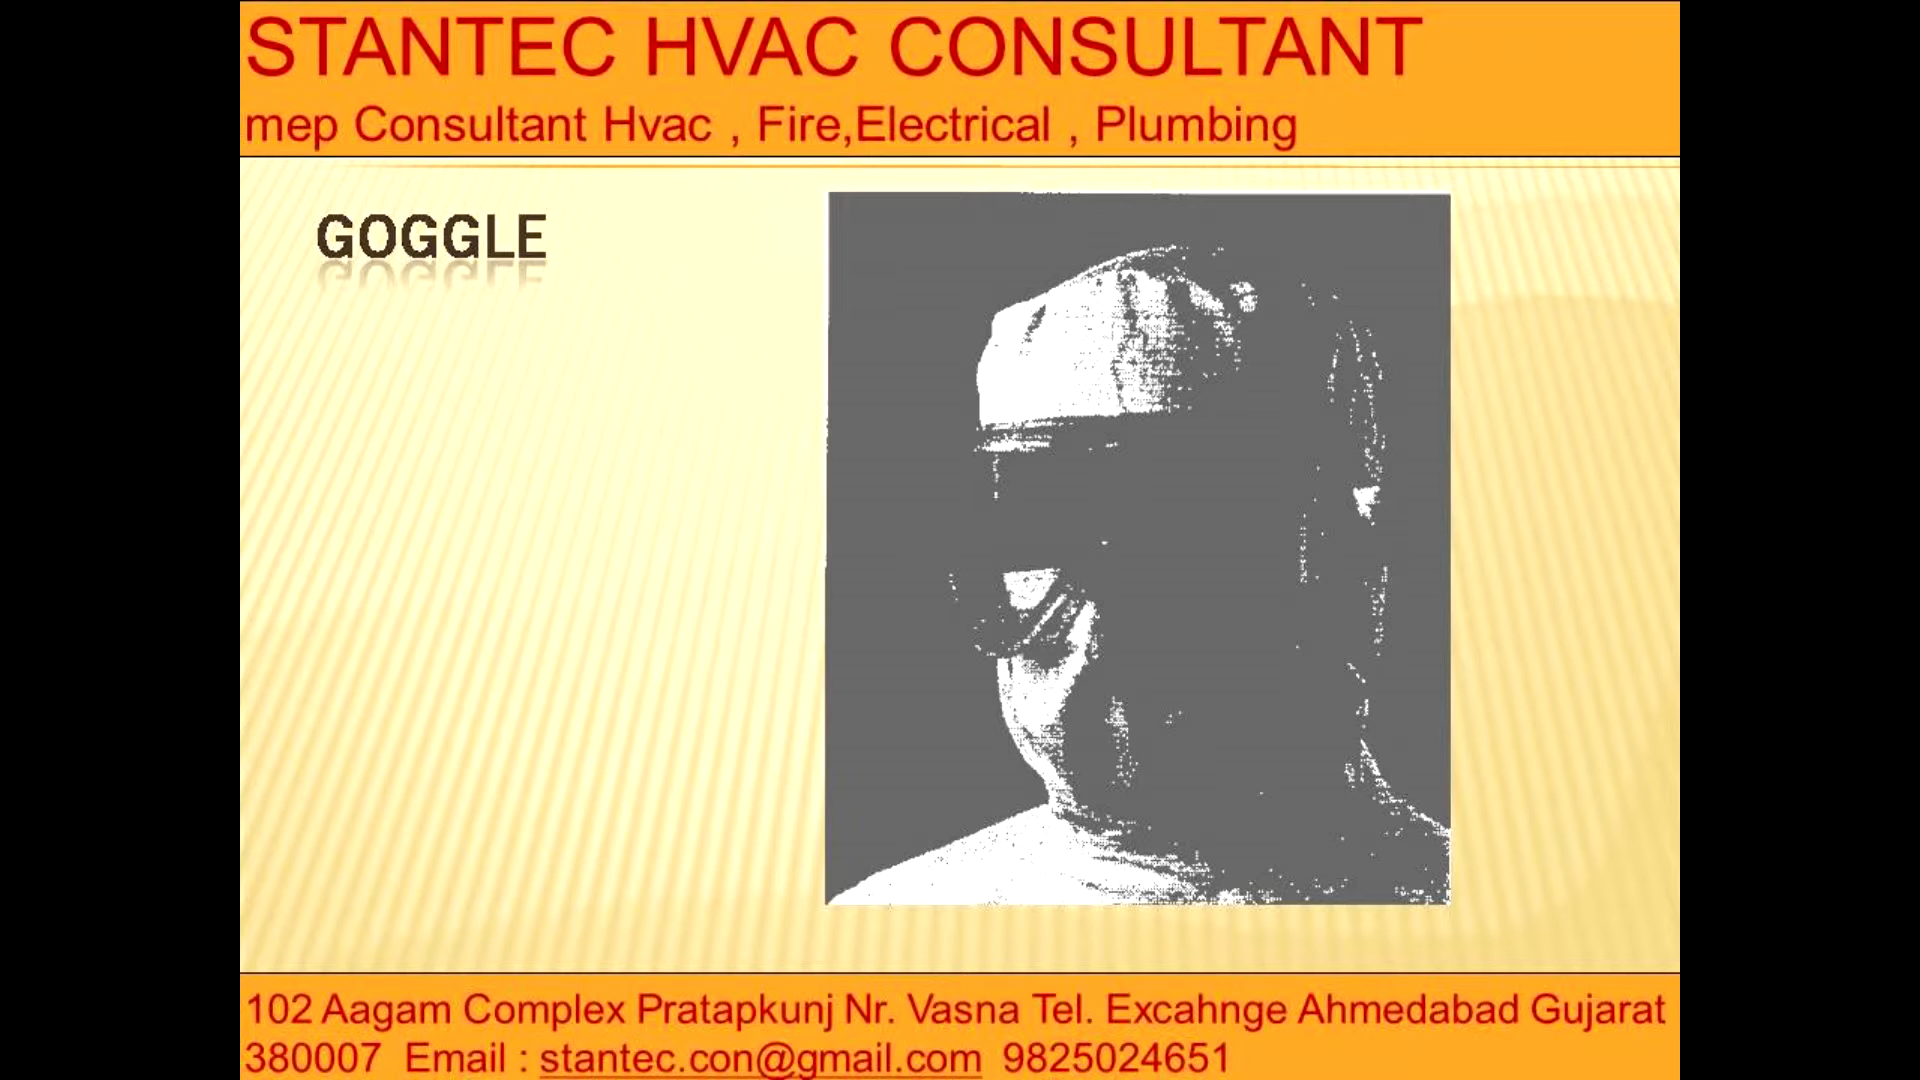 STANTEC HVAC CONSULTANT
mep Consultant Hvac , Fire,Electrical , Plumbing
GOGGLE
102 Aagam Complex Pratapkunj Nr. Vasna Tel. Excahnge Ahmedabad Gujarat
380007 Email : stantec.con@gmail.com 9825024651